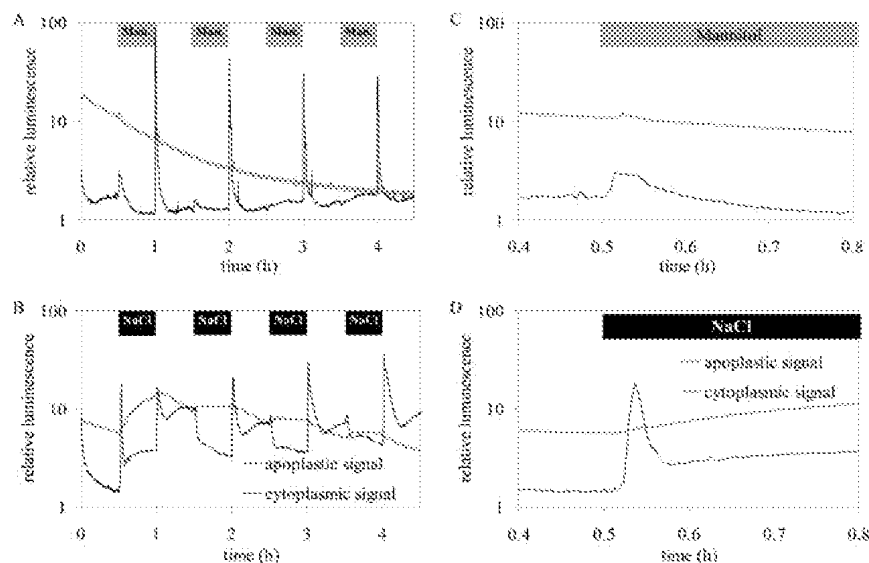 A
100
Man.
Man.
Man.
Man.
relative luminescence
10
1
0
1
2
3
4
time (h)
C
100
Mannitol
relative luminescence
10
1
0.4
0.5
0.6
0.7
0.8
time (h)
B
100
NaCl
NaCl
NaCl
NaCl
relative luminescence
10
apoplastic signal
cytoplasmic signal
1
0
1
2
3
4
time (h)
D
100
NaCl
apoplastic signal
cytoplasmic signal
relative luminescence
10
1
0.4
0.5
0.6
0.7
0.8
time (h)